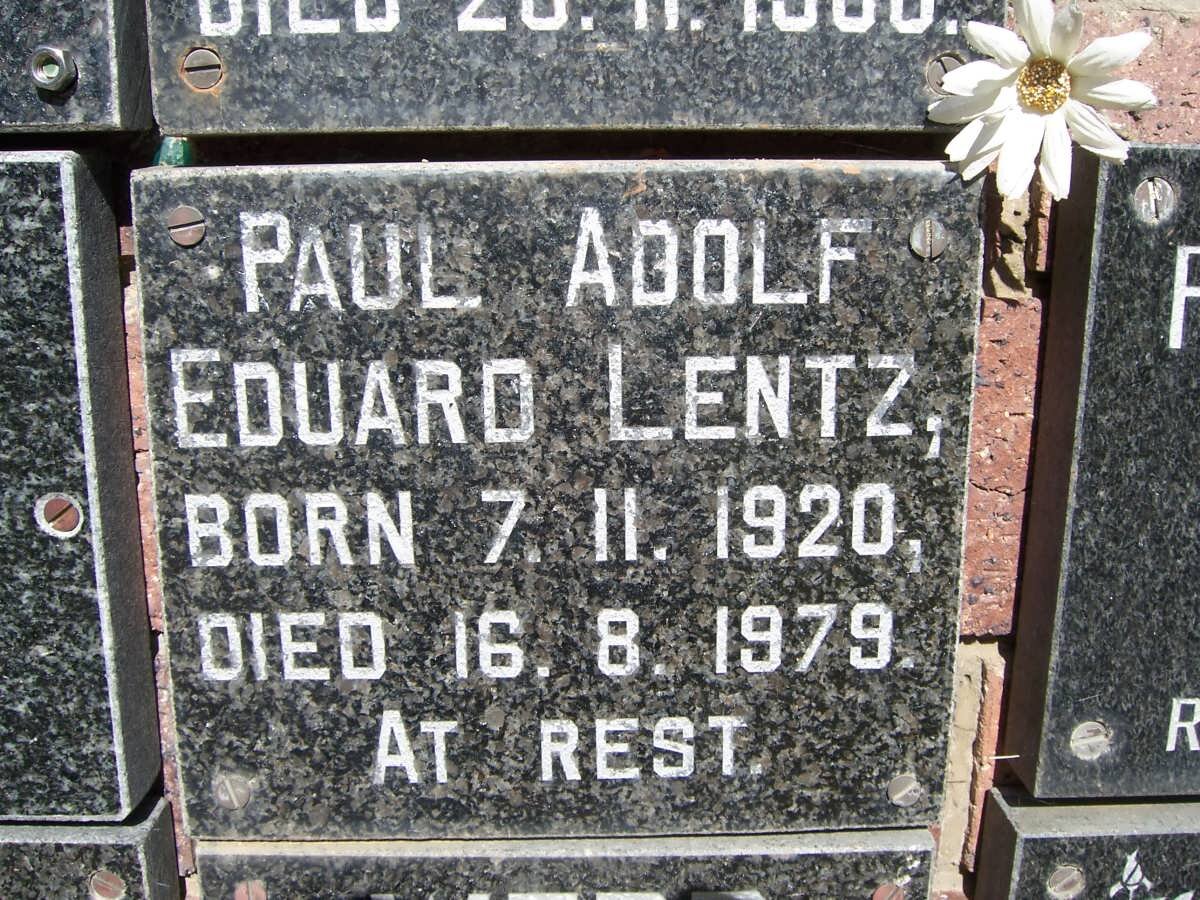 PAUL ADOLF
EDUARD LENTZ,
BORN 7. 11. 1920,
DIED 16. 8. 1979.
AT REST.